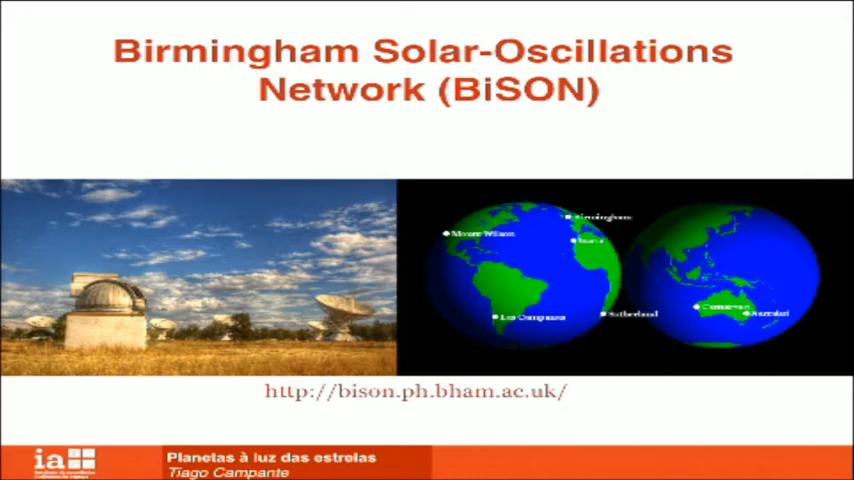 Birmingham Solar-Oscillations
Network (BiSON)
Birmingham
Mount Wilson
Las Campanas
Sutherland
Carnarvon
Narrabri
http://bison.ph.bham.ac.uk/
ia
Planetas à luz das estrelas
Tiago Campante